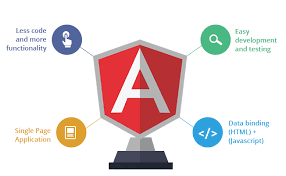 Less code
and more
functionality
Easy
development
and testing
A
Single Page
Application
</>
Data binding
(HTML) +
(Javascript)